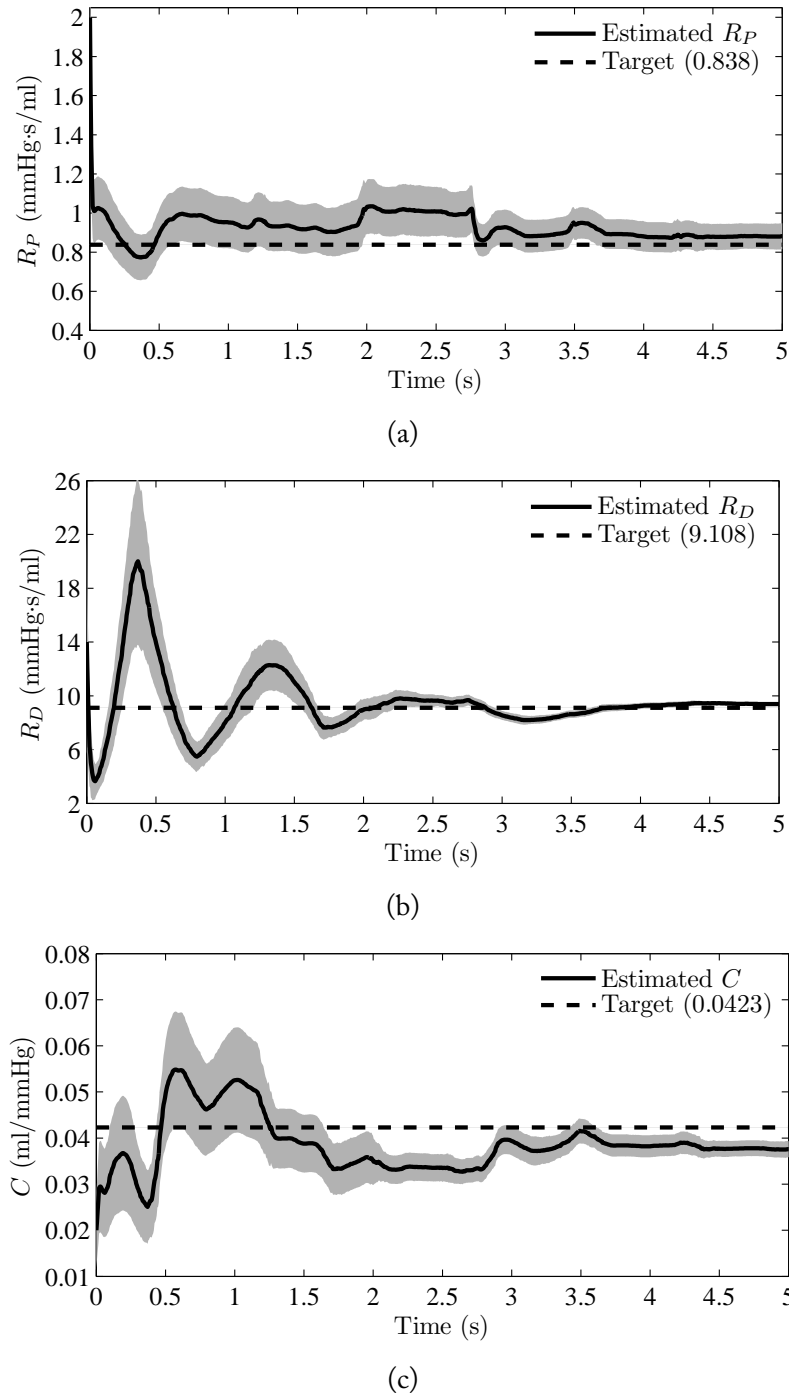 2
1.8
1.6
1.4
1.2
1
0.8
0.6
0.4
R_P (mmHg·s/ml)
Estimated R_P
Target (0.838)
0 0.5 1 1.5 2 2.5 3 3.5 4 4.5 5
Time (s)
(a)
26
22
18
14
10
6
2
R_D (mmHg·s/ml)
Estimated R_D
Target (9.108)
0 0.5 1 1.5 2 2.5 3 3.5 4 4.5 5
Time (s)
(b)
0.08
0.07
0.06
0.05
0.04
0.03
0.02
0.01
C (ml/mmHg)
Estimated C
Target (0.0423)
0 0.5 1 1.5 2 2.5 3 3.5 4 4.5 5
Time (s)
(c)